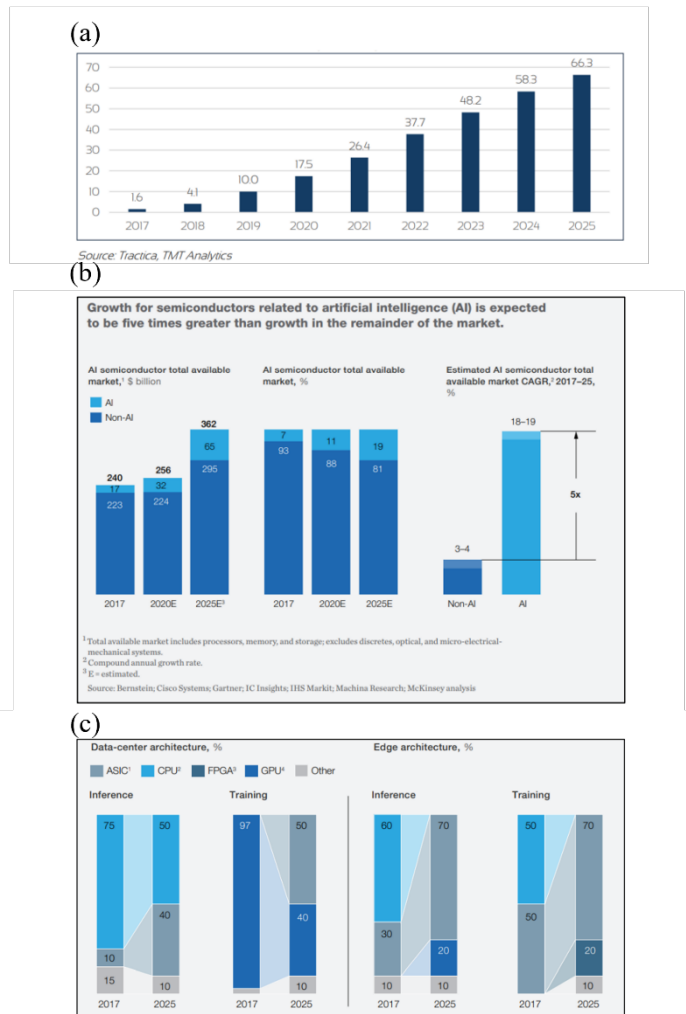 (a)
70
60
50
40
30
20
10
0
1.6
4.1
10.0
17.5
26.4
37.7
48.2
58.3
66.3
2017 2018 2019 2020 2021 2022 2023 2024 2025
Source: Tractica, TMT Analytics
(b)
Growth for semiconductors related to artificial intelligence (AI) is expected
to be five times greater than growth in the remainder of the market.
AI semiconductor total available
market,¹ $ billion
AI
Non-AI
240
17
223
256
32
224
362
65
295
2017 2020E 2025E³
AI semiconductor total available
market, %
7
93
11
88
19
81
2017 2020E 2025E
Estimated AI semiconductor total
available market CAGR,² 2017–25,
%
3–4
18–19
5x
Non-AI AI
¹ Total available market includes processors, memory, and storage; excludes discretes, optical, and micro-electrical-
mechanical systems.
² Compound annual growth rate.
³ E = estimated.
Source: Bernstein; Cisco Systems; Gartner; IC Insights; IHS Markit; Machina Research; McKinsey analysis
(c)
Data-center architecture, %
Edge architecture, %
ASIC¹ CPU² FPGA³ GPU⁴ Other
Inference
75
10
15
50
40
10
2017 2025
Training
97
50
40
10
2017 2025
Inference
60
30
10
70
20
10
2017 2025
Training
50
50
70
20
10
2017 2025